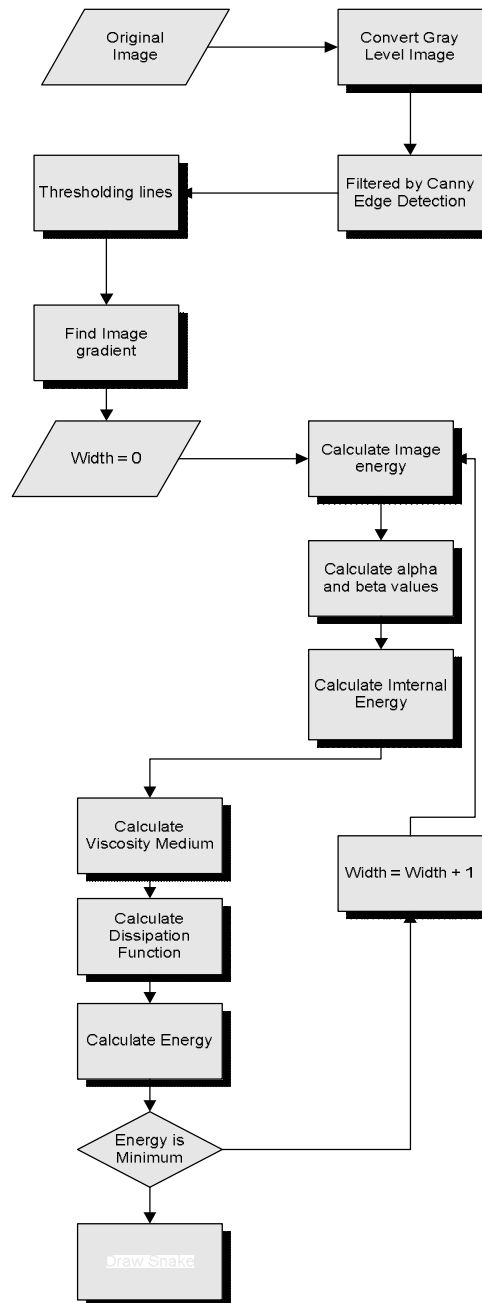 Original
Image
Convert Gray
Level Image
Filtered by Canny
Edge Detection
Thresholding lines
Find Image
gradient
Width = 0
Calculate Image
energy
Calculate alpha
and beta values
Calculate Imternal
Energy
Calculate
Viscosity Medium
Width = Width + 1
Calculate
Dissipation
Function
Calculate Energy
Energy is
Minimum
Draw Snake